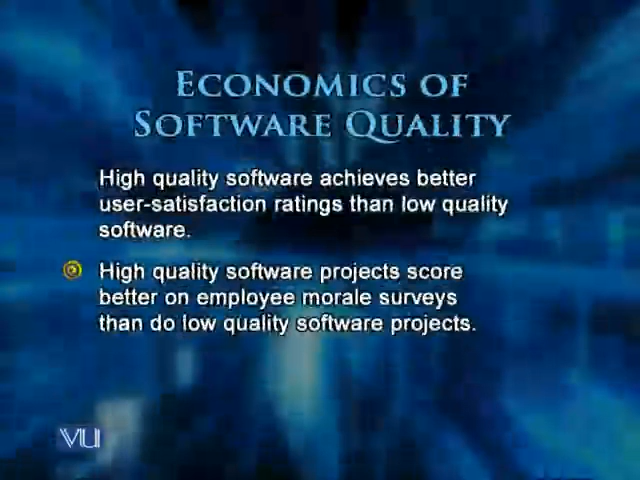 ECONOMICS OF
SOFTWARE QUALITY
High quality software achieves better
user-satisfaction ratings than low quality
software.
High quality software projects score
better on employee morale surveys
than do low quality software projects.
VU